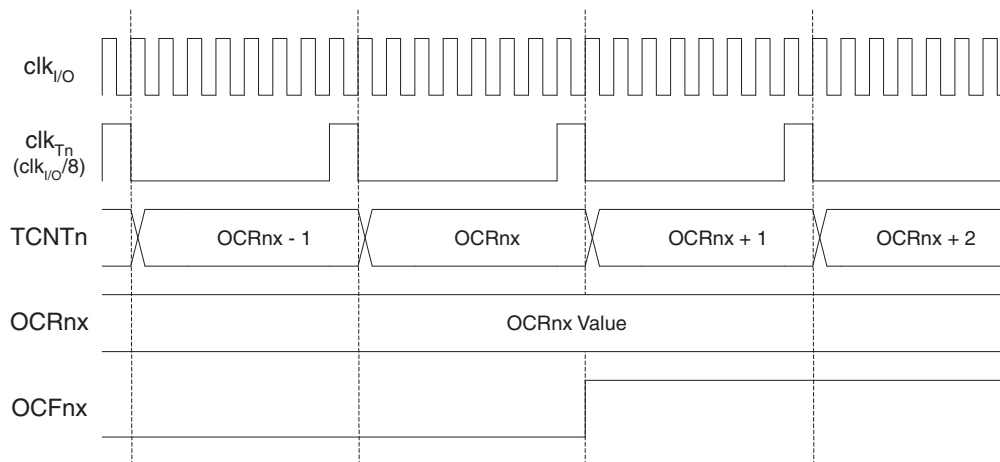 clkI/O
clkTn
(clkI/O/8)
TCNTn
OCRnx - 1
OCRnx
OCRnx + 1
OCRnx + 2
OCRnx
OCRnx Value
OCFnx